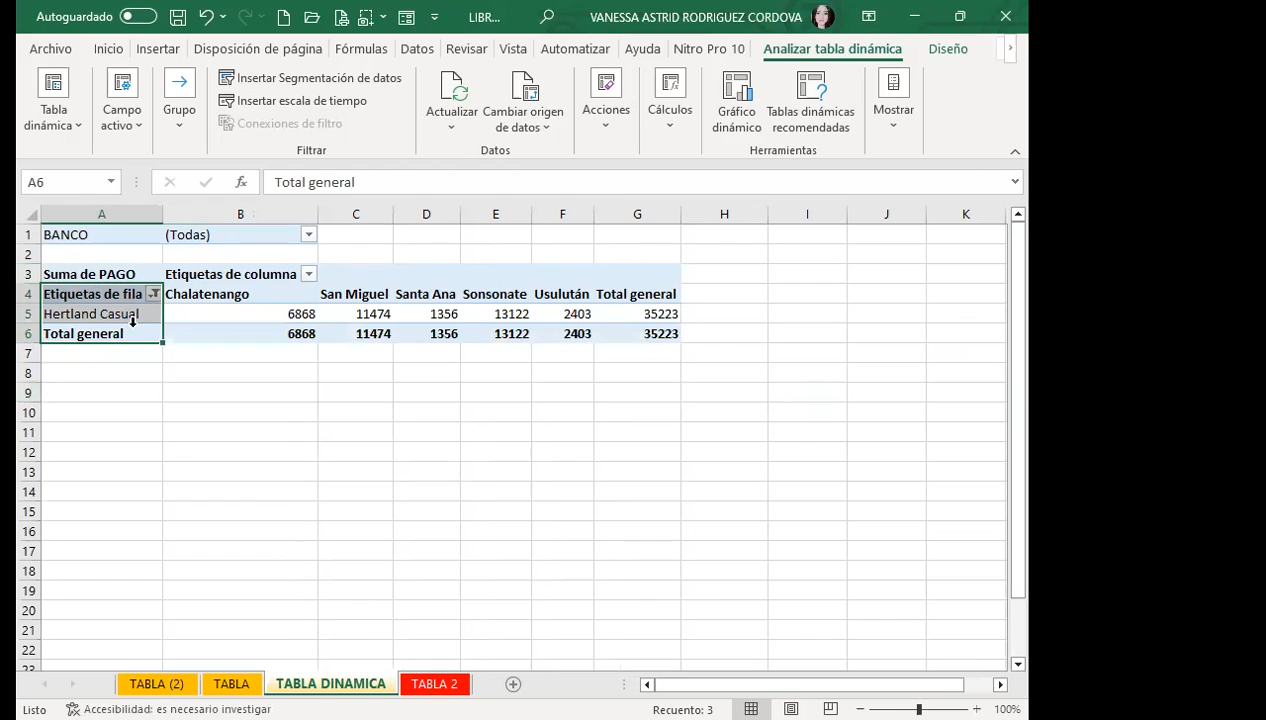 Autoguardado LIBR... VANESSA ASTRID RODRIGUEZ CORDOVA
Archivo Inicio Insertar Disposición de página Fórmulas Datos Revisar Vista Automatizar Ayuda Nitro Pro 10 Analizar tabla dinámica Diseño
Tabla dinámica
Campo activo
Grupo
Insertar Segmentación de datos
Insertar escala de tiempo
Conexiones de filtro
Filtrar
Actualizar
Cambiar origen de datos
Datos
Acciones
Cálculos
Gráfico dinámico
Tablas dinámicas recomendadas
Herramientas
Mostrar
A6 fx Total general
A B C D E F G H I J K
1 BANCO (Todas)
2
3 Suma de PAGO Etiquetas de columna
4 Etiquetas de fila Chalatenango San Miguel Santa Ana Sonsonate Usulután Total general
5 Hertland Casual 6868 11474 1356 13122 2403 35223
6 Total general 6868 11474 1356 13122 2403 35223
7
8
9
10
11
12
13
14
15
16
17
18
19
20
21
22
23
TABLA (2) TABLA TABLA DINAMICA TABLA 2
Listo Accesibilidad: es necesario investigar Recuento: 3 100%